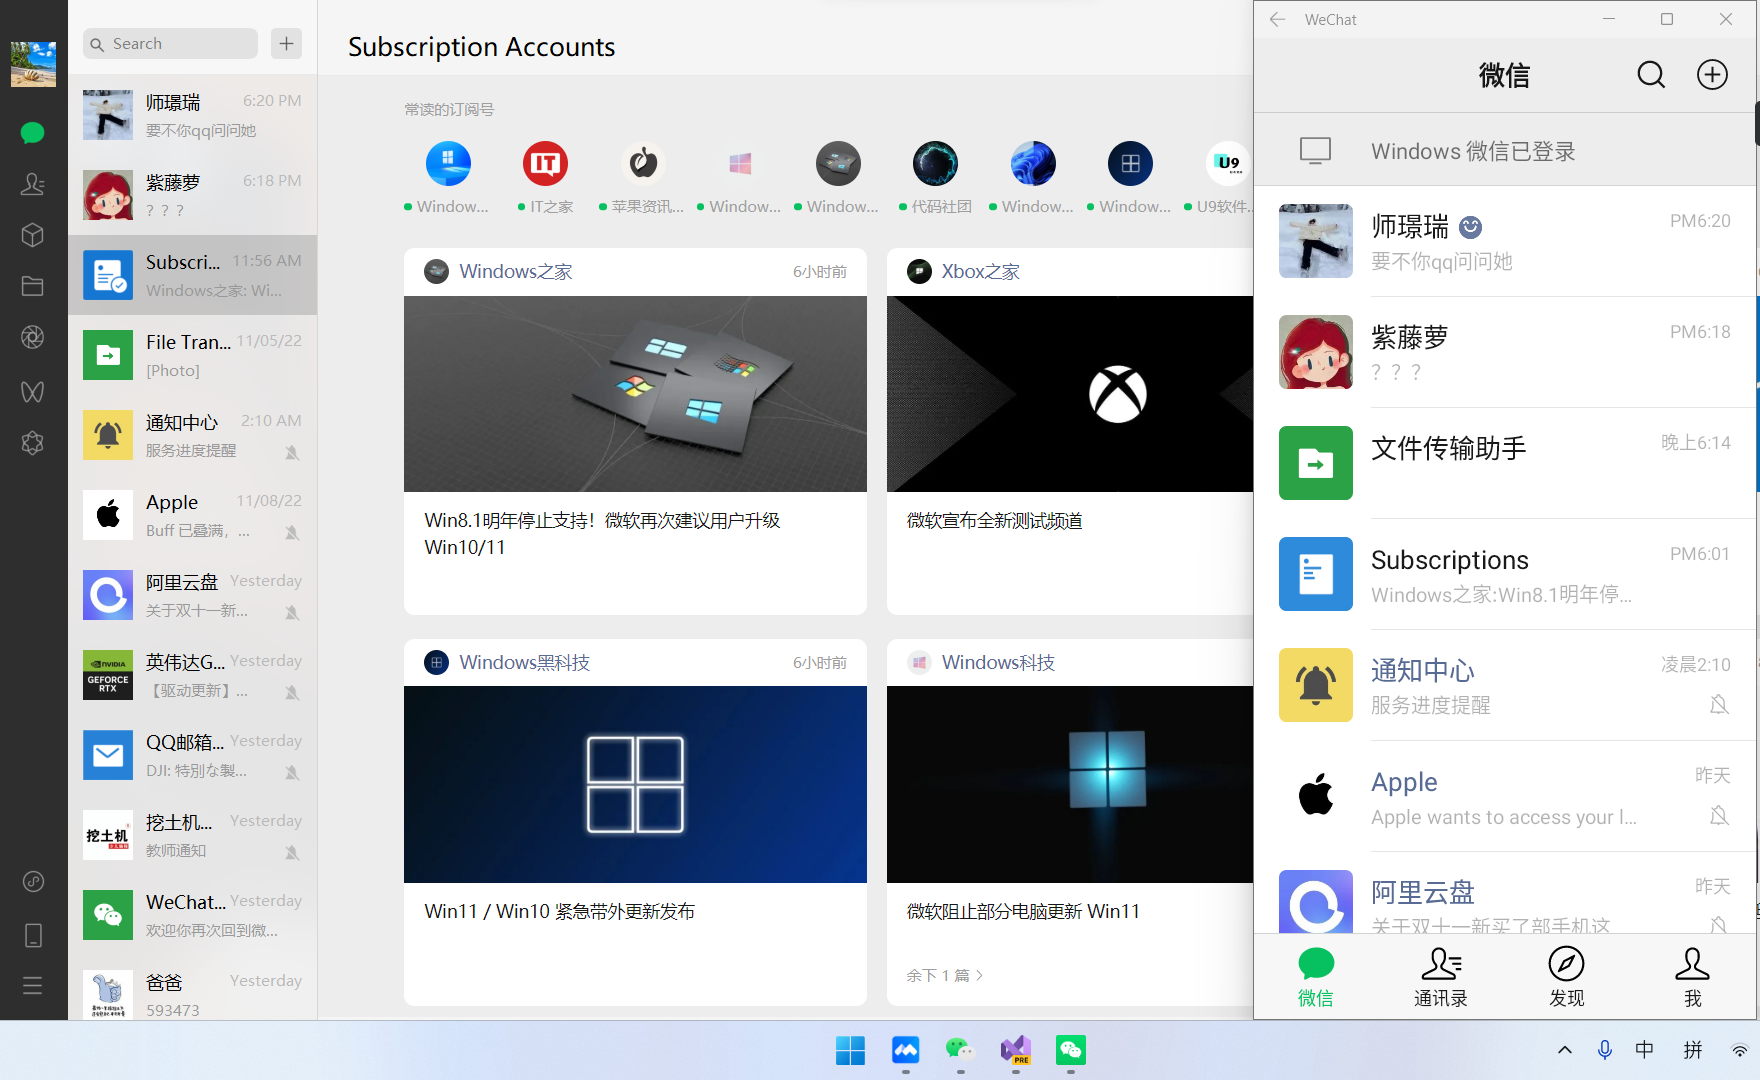 Search
师璟瑞
6:20 PM
要不你qq问问她
紫藤萝
6:18 PM
？？？
Subscri...
11:56 AM
Windows之家: Wi...
File Tran...
11/05/22
[Photo]
通知中心
2:10 AM
服务进度提醒
Apple
11/08/22
Buff 已叠满，...
阿里云盘
Yesterday
关于双十一新...
NVIDIA
GEFORCE
RTX
英伟达G...
Yesterday
【驱动更新】...
QQ邮箱...
Yesterday
DJI: 特別な製...
挖土机
挖土机...
Yesterday
教师通知
WeChat...
Yesterday
欢迎你再次回到微...
爸爸
Yesterday
593473
Subscription Accounts
常读的订阅号
IT
U9
Window...
IT之家
苹果资讯...
Window...
Window...
代码社团
Window...
Window...
U9软件...
Windows之家
6小时前
Win8.1明年停止支持！微软再次建议用户升级
Win10/11
Xbox之家
微软宣布全新测试频道
Windows黑科技
6小时前
Win11 / Win10 紧急带外更新发布
Windows科技
微软阻止部分电脑更新 Win11
余下 1 篇
WeChat
微信
Windows 微信已登录
师璟瑞
PM6:20
要不你qq问问她
紫藤萝
PM6:18
？？？
文件传输助手
晚上6:14
Subscriptions
PM6:01
Windows之家:Win8.1明年停...
通知中心
凌晨2:10
服务进度提醒
Apple
昨天
Apple wants to access your l...
阿里云盘
昨天
关于双十一新买了部手机这
微信
通讯录
发现
我
PRE
中
拼